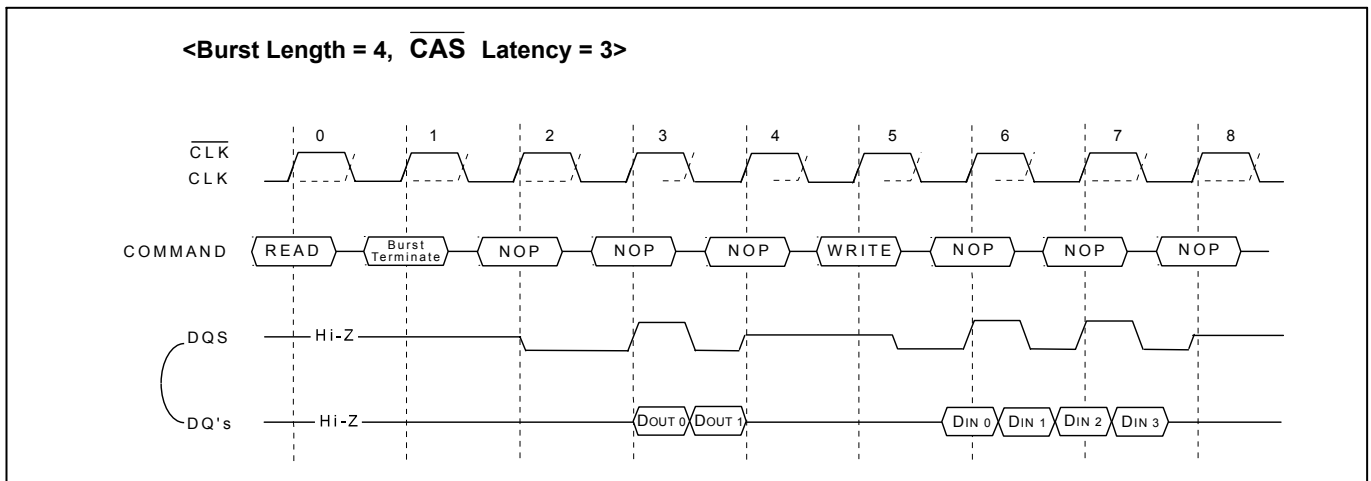 <Burst Length = 4, CAS Latency = 3>
0 1 2 3 4 5 6 7 8
CLK
CLK
COMMAND READ Burst Terminate NOP NOP NOP WRITE NOP NOP NOP
DQS Hi-Z
DQ's Hi-Z DOUT 0 DOUT 1 DIN 0 DIN 1 DIN 2 DIN 3